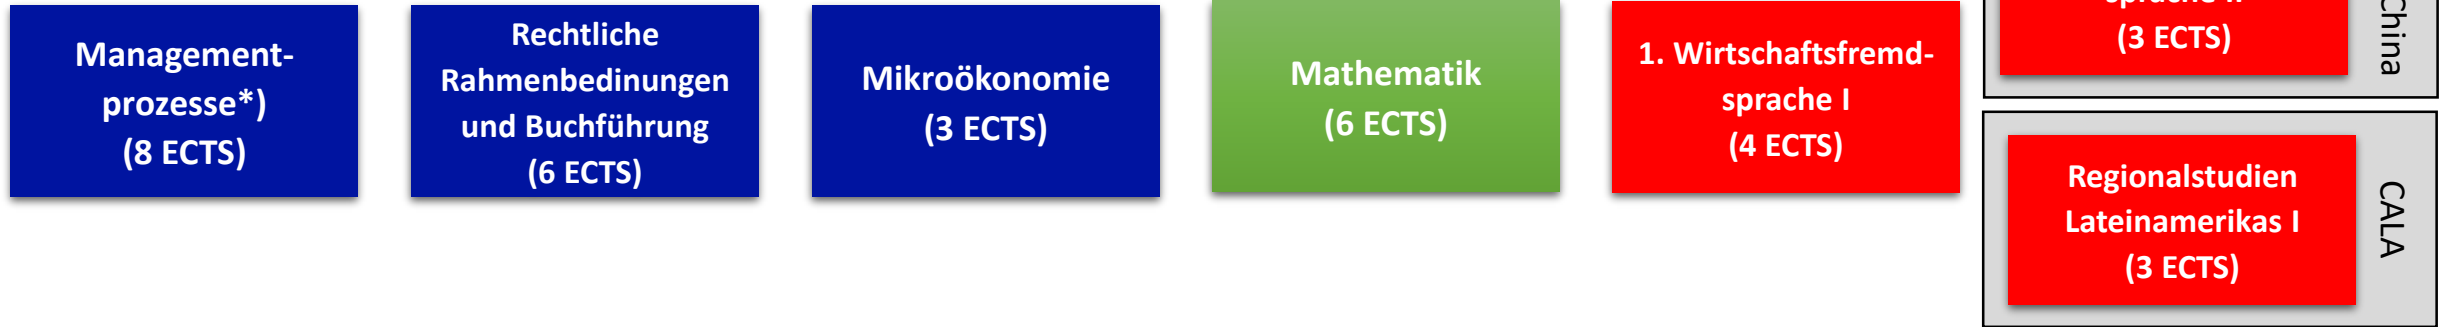 Management-
prozesse*)
(8 ECTS)
Rechtliche
Rahmenbedinungen
und Buchführung
(6 ECTS)
Mikroökonomie
(3 ECTS)
Mathematik
(6 ECTS)
1. Wirtschaftsfremd-
sprache I
(4 ECTS)
(3 ECTS)
China
Regionalstudien
Lateinamerikas I
(3 ECTS)
CALA